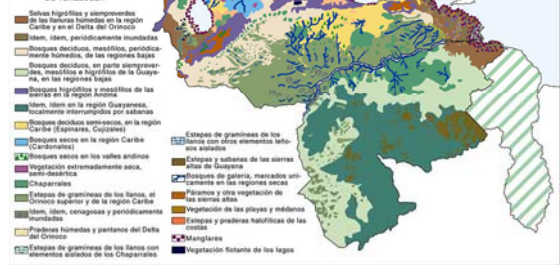 Selvas higrófilas y siempreverdes
de las llanuras húmedas en la región
Caribe y en el Delta del Orinoco
Idem, ídem, periódicamente inundadas
Bosques deciduos, mesófilos, periódica-
mente húmedos, de las regiones bajas
Bosques deciduos, en parte siemprever-
des, mesófilos e higrófilos de la Guaya-
na, en las regiones bajas
Bosques higrófilos y mesófilos de las
sierras en la región Andina
Idem, ídem en la región Guayanesa,
localmente interrumpidos por sabanas
Bosques deciduos semi-secos, en la región
Caribe (Espinares, Cujizales)
Bosques secos en la región Caribe
(Cardonales)
Bosques secos en los valles andinos
Vegetación extremadamente seca,
semi-desértica
Chaparrales
Estepas de gramíneas de los llanos, el
Orinoco superior y de la región Caribe
Idem, ídem, cenagosas y periódicamente
inundadas
Praderas húmedas y pantanos del Delta
del Orinoco
Estepas de gramíneas de los llanos con
elementos aislados de los Chaparrales
Estepas de gramíneas de los
llanos con otros elementos leño-
sos aislados
Estepas y sabanas de las sierras
altas de Guayana
Bosques de galería, marcados uni-
camente en las regiones secas
Páramos y otra vegetación de
las sierras altas
Vegetación de las playas y médanos
Estepas y praderas halofílicas de las
costas
Manglares
Vegetación flotante de los lagos